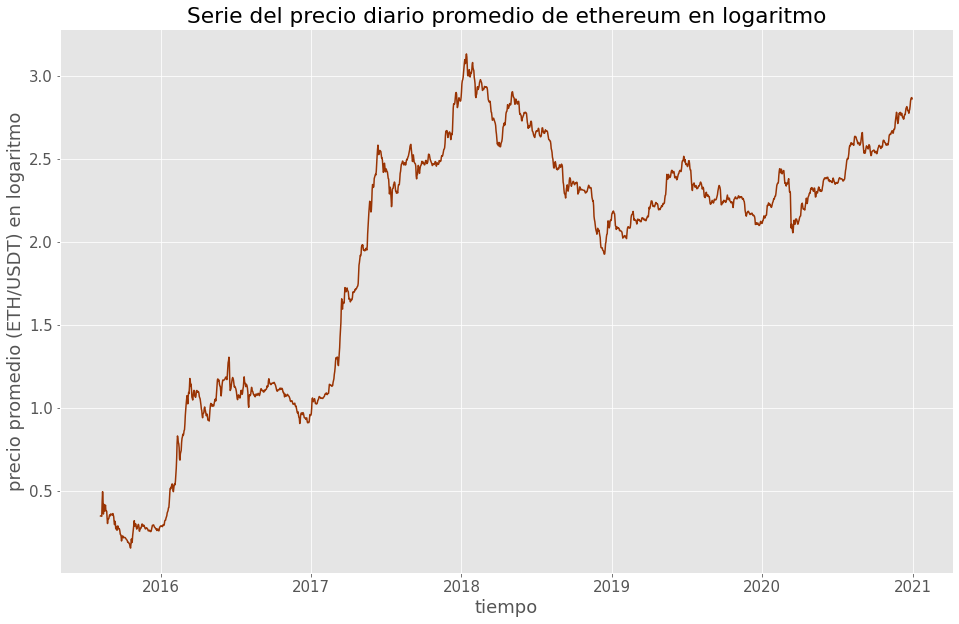 Serie del precio diario promedio de ethereum en logaritmo
precio promedio (ETH/USDT) en logaritmo
3.0
2.5
2.0
1.5
1.0
0.5
2016 2017 2018 2019 2020 2021
tiempo